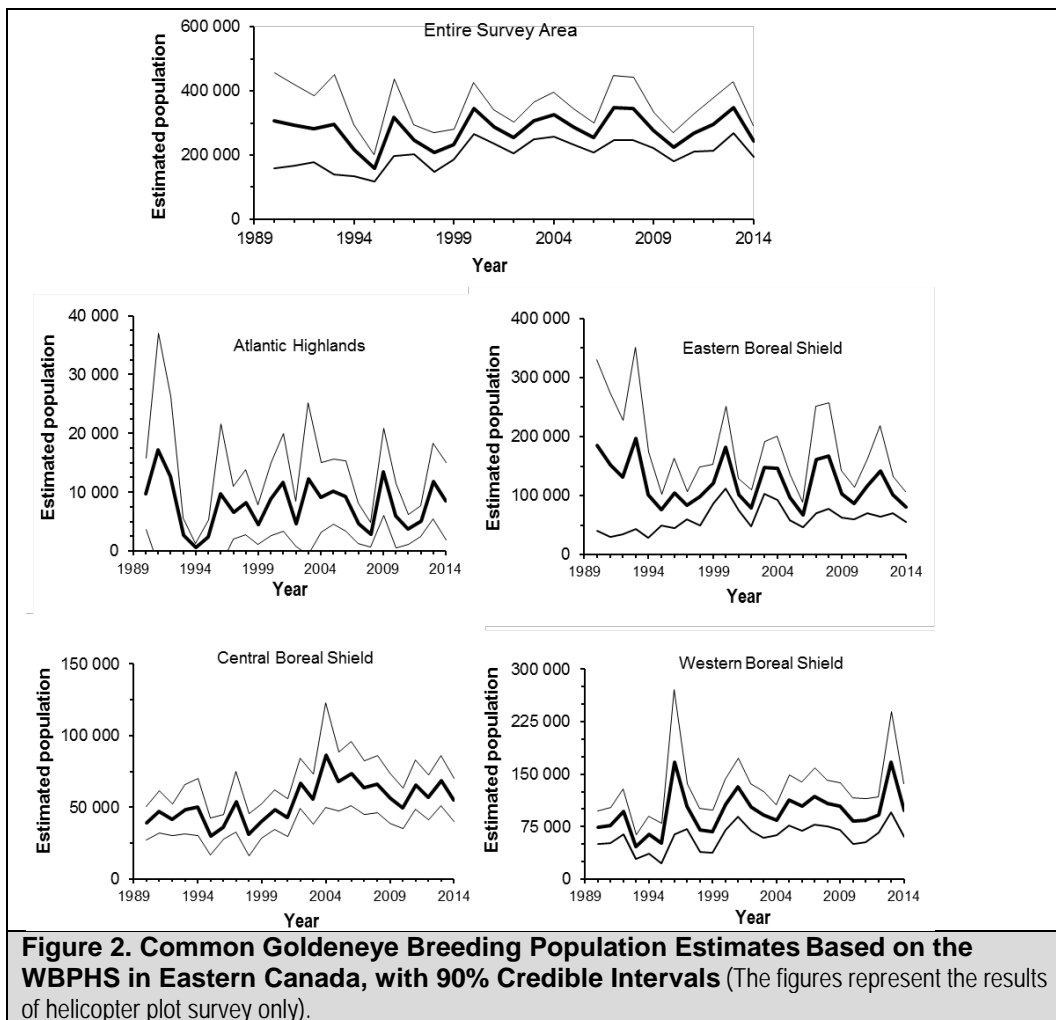 Entire Survey Area
600 000
400 000
200 000
0
Estimated population
1989 1994 1999 2004 2009 2014
Year
Atlantic Highlands
40 000
30 000
20 000
10 000
0
Estimated population
1989 1994 1999 2004 2009 2014
Year
Eastern Boreal Shield
400 000
300 000
200 000
100 000
0
Estimated population
1989 1994 1999 2004 2009 2014
Year
Central Boreal Shield
150 000
100 000
50 000
0
Estimated population
1989 1994 1999 2004 2009 2014
Year
Western Boreal Shield
300 000
225 000
150 000
75 000
0
Estimated population
1989 1994 1999 2004 2009 2014
Year
Figure 2. Common Goldeneye Breeding Population Estimates Based on the
WBPHS in Eastern Canada, with 90% Credible Intervals (The figures represent the results
of helicopter plot survey only).